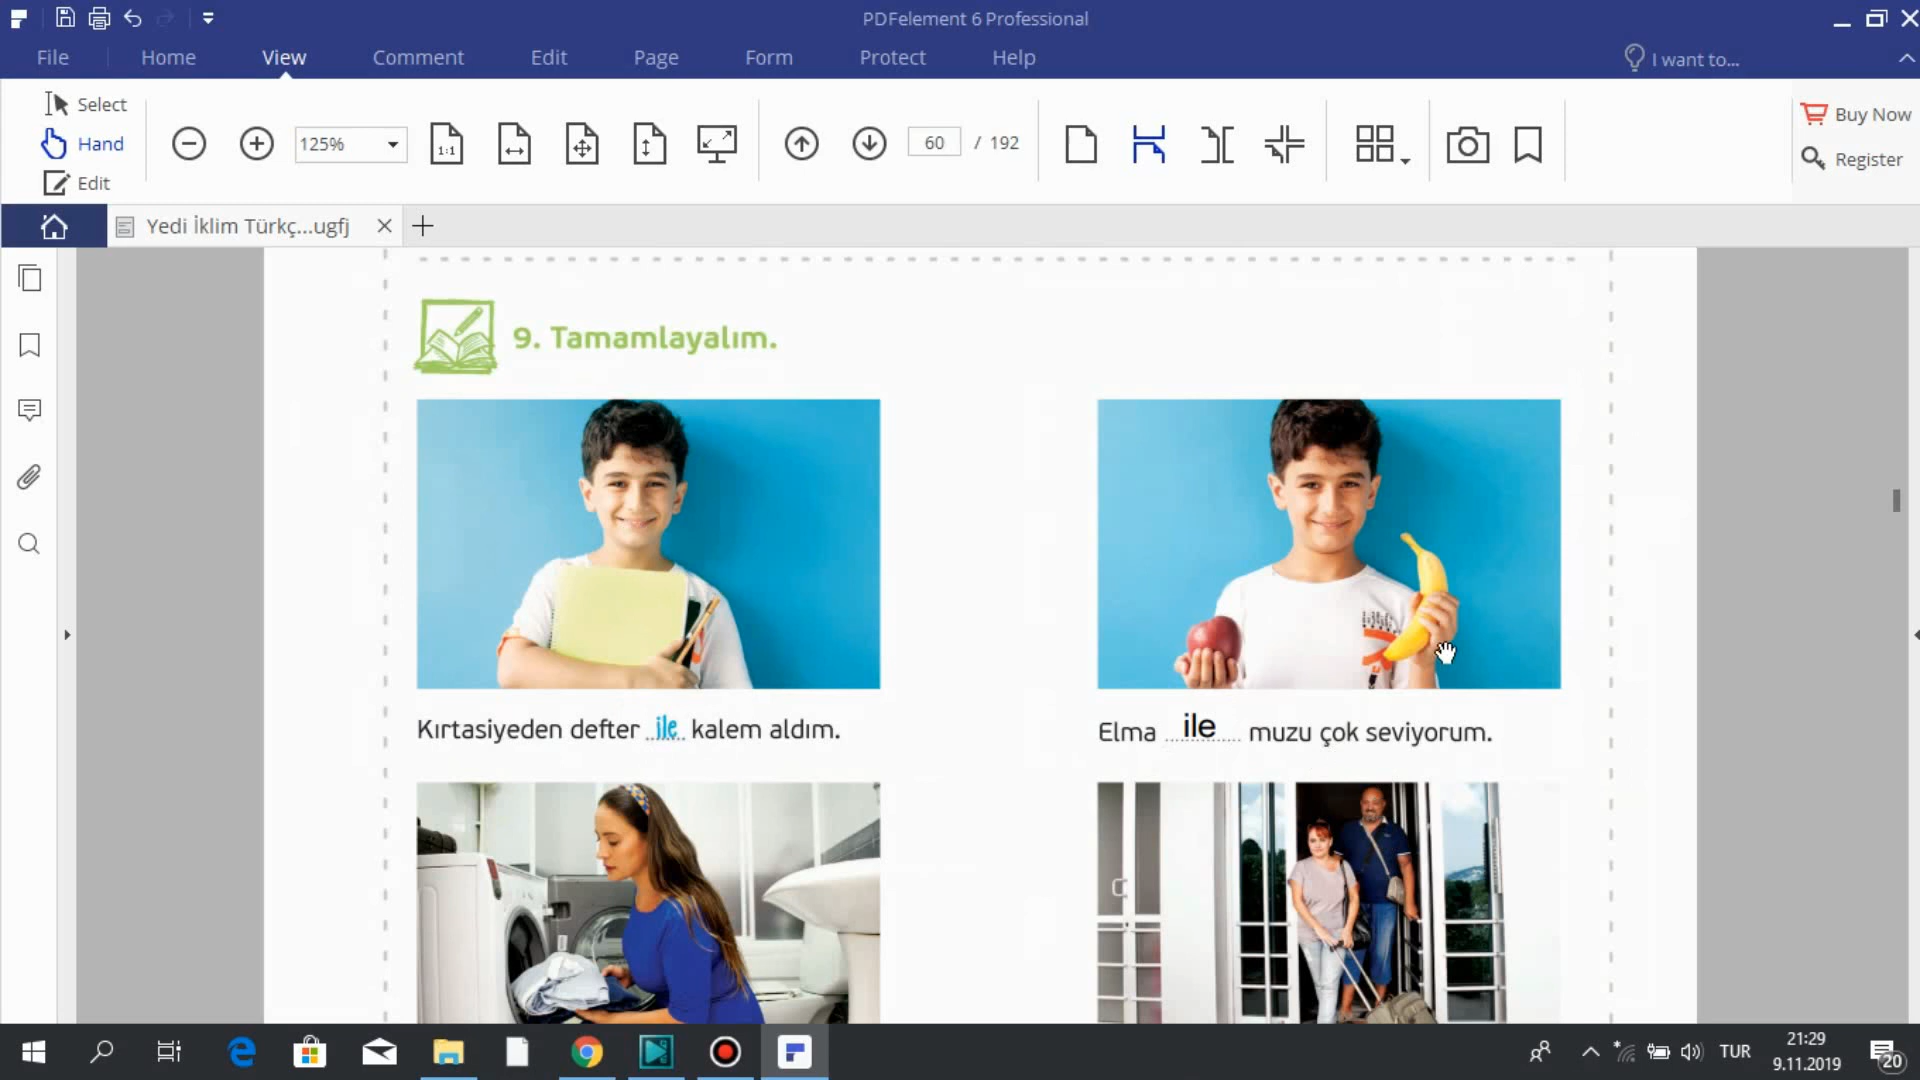 PDFelement 6 Professional
File Home View Comment Edit Page Form Protect Help I want to...
Select
Hand
Edit
125%
1:1
60 / 192
Buy Now
Register
Yedi İklim Türkç...ugfj
9. Tamamlayalım.
Kırtasiyeden defter ..ile.. kalem aldım.
Elma ..ile.... muzu çok seviyorum.
TUR
21:29
9.11.2019
20